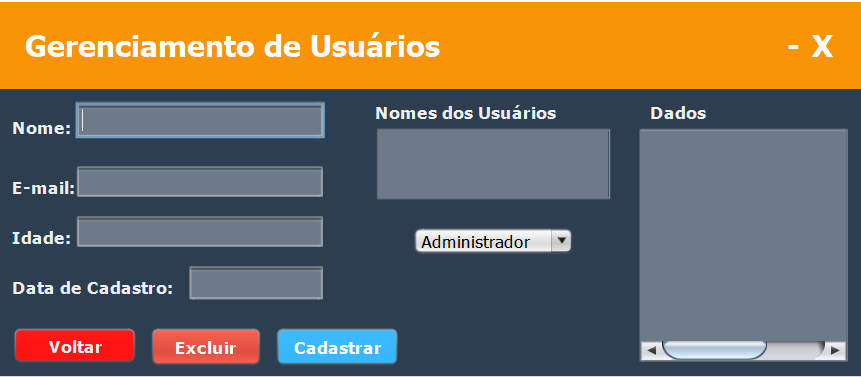 Gerenciamento de Usuários
- X
Nome:
E-mail:
Idade:
Data de Cadastro:
Nomes dos Usuários
Administrador
Dados
Voltar
Excluir
Cadastrar